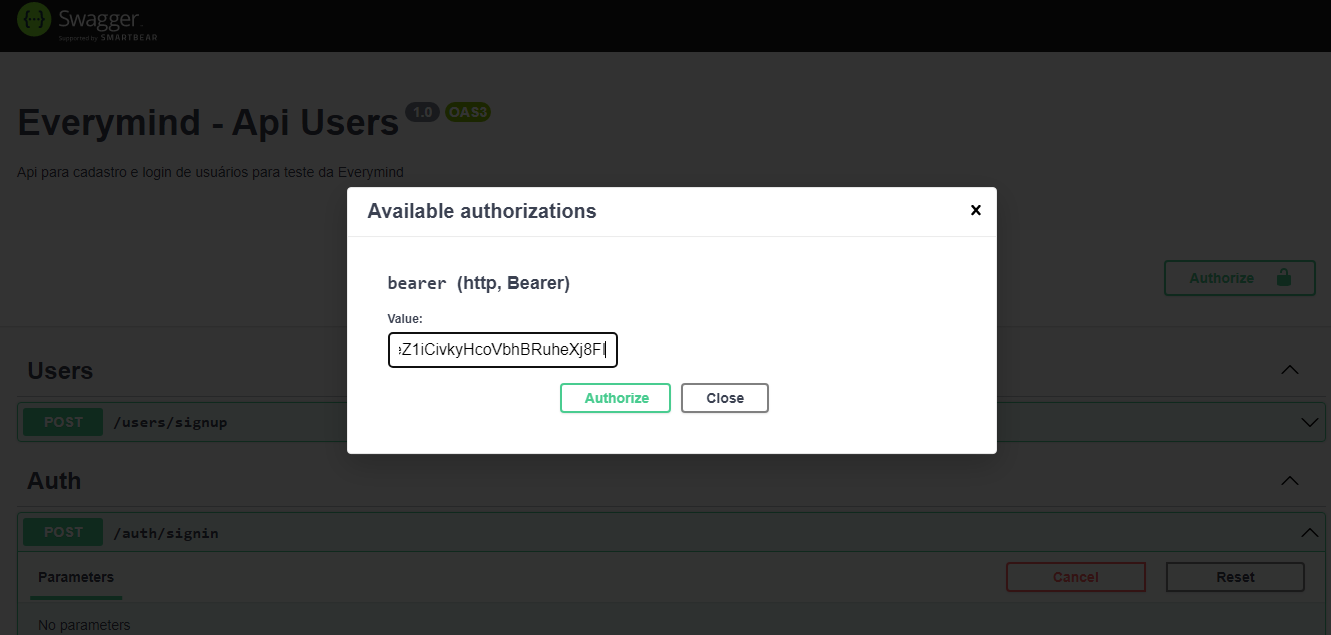 Swagger
Supported by SMARTBEAR
Everymind - Api Users 1.0 OAS3
Api para cadastro e login de usuários para teste da Everymind
Available authorizations
bearer (http, Bearer)
Value:
Authorize Close
Authorize
Users
POST /users/signup
Auth
POST /auth/signin
Parameters
Cancel Reset
No parameters